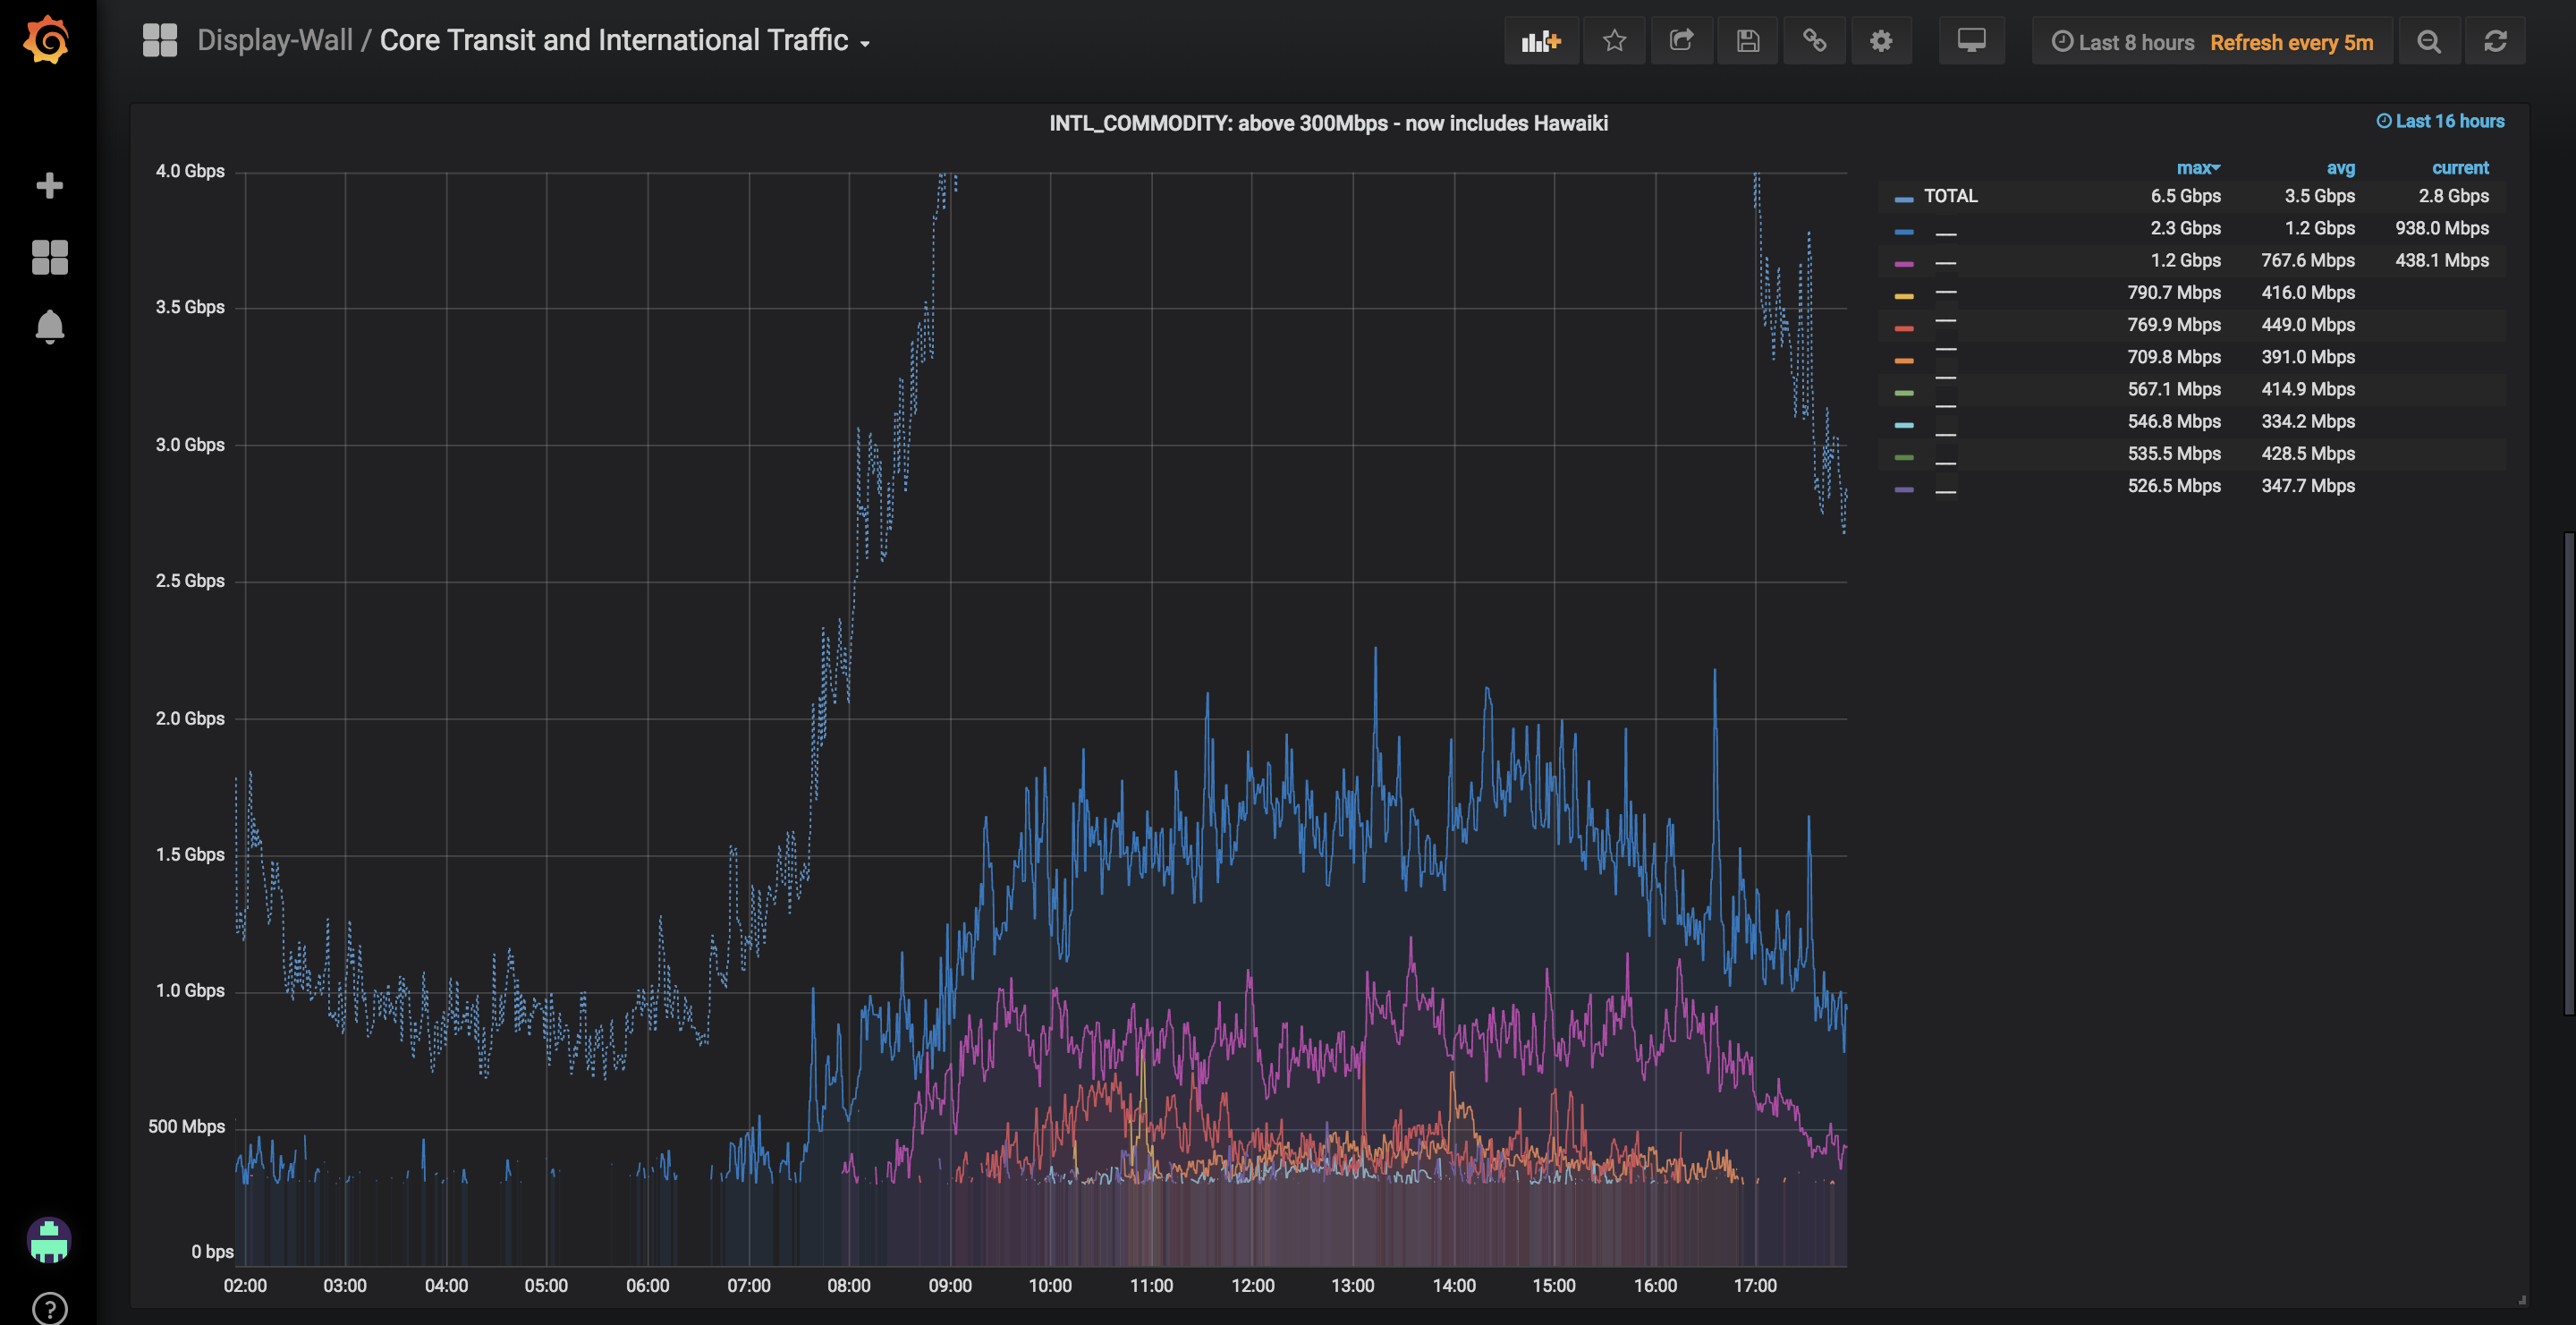 Display-Wall / Core Transit and International Traffic
Last 8 hours Refresh every 5m
INTL_COMMODITY: above 300Mbps - now includes Hawaiki
Last 16 hours
max avg current
TOTAL 6.5 Gbps 3.5 Gbps 2.8 Gbps
2.3 Gbps 1.2 Gbps 938.0 Mbps
1.2 Gbps 767.6 Mbps 438.1 Mbps
790.7 Mbps 416.0 Mbps
769.9 Mbps 449.0 Mbps
709.8 Mbps 391.0 Mbps
567.1 Mbps 414.9 Mbps
546.8 Mbps 334.2 Mbps
535.5 Mbps 428.5 Mbps
526.5 Mbps 347.7 Mbps
4.0 Gbps
3.5 Gbps
3.0 Gbps
2.5 Gbps
2.0 Gbps
1.5 Gbps
1.0 Gbps
500 Mbps
0 bps
02:00 03:00 04:00 05:00 06:00 07:00 08:00 09:00 10:00 11:00 12:00 13:00 14:00 15:00 16:00 17:00